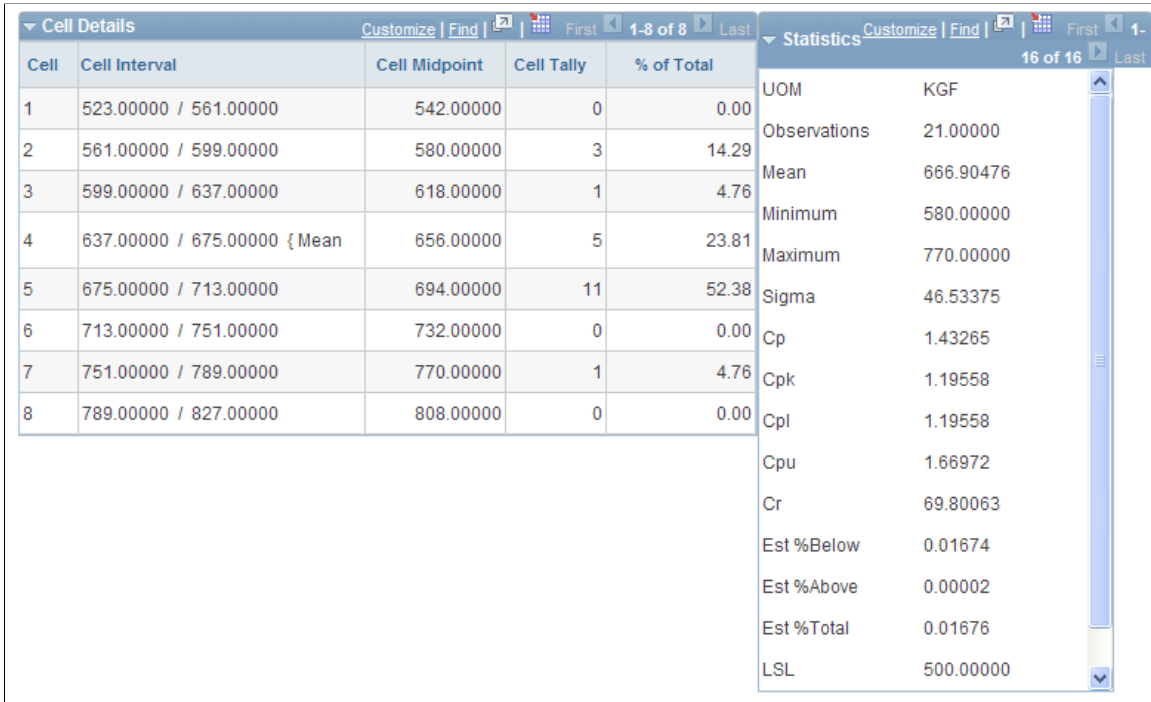 Cell Details Customize | Find | | First 1-8 of 8 Last
Cell Cell Interval Cell Midpoint Cell Tally % of Total
1 523.00000 / 561.00000 542.00000 0 0.00
2 561.00000 / 599.00000 580.00000 3 14.29
3 599.00000 / 637.00000 618.00000 1 4.76
4 637.00000 / 675.00000 { Mean 656.00000 5 23.81
5 675.00000 / 713.00000 694.00000 11 52.38
6 713.00000 / 751.00000 732.00000 0 0.00
7 751.00000 / 789.00000 770.00000 1 4.76
8 789.00000 / 827.00000 808.00000 0 0.00
Statistics Customize | Find | | First 1-
16 of 16 Last
UOM KGF
Observations 21.00000
Mean 666.90476
Minimum 580.00000
Maximum 770.00000
Sigma 46.53375
Cp 1.43265
Cpk 1.19558
Cpl 1.19558
Cpu 1.66972
Cr 69.80063
Est %Below 0.01674
Est %Above 0.00002
Est %Total 0.01676
LSL 500.00000